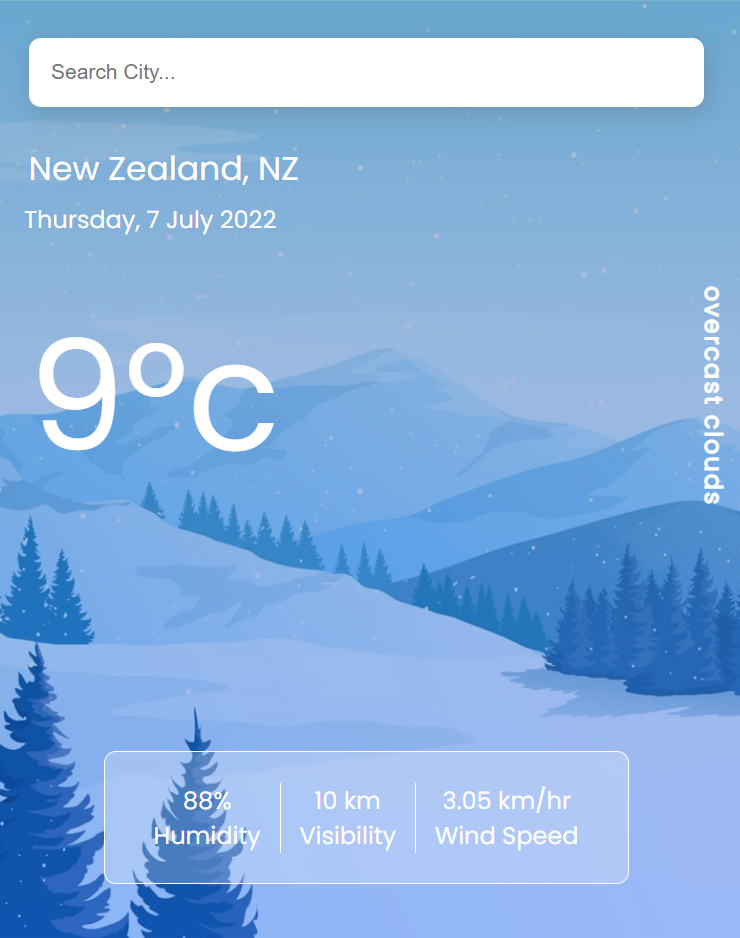 Search City...
New Zealand, NZ
Thursday, 7 July 2022
9°c
overcast clouds
88%
Humidity
10 km
Visibility
3.05 km/hr
Wind Speed